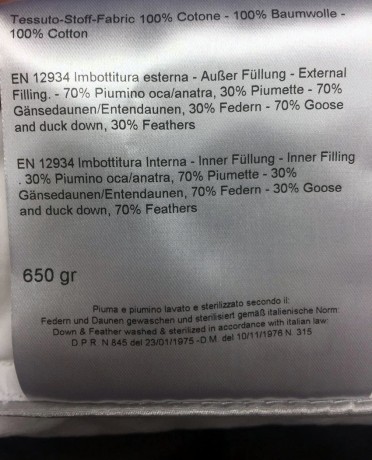 Tessuto-Stoff-Fabric 100% Cotone - 100% Baumwolle -
100% Cotton
EN 12934 Imbottitura esterna - Außer Füllung - External
Filling. - 70% Piumino oca/anatra, 30% Piumette - 70%
Gänsedaunen/Entendaunen, 30% Federn - 70% Goose
and duck down, 30% Feathers
EN 12934 Imbottitura Interna - Inner Füllung - Inner Filling
. 30% Piumino oca/anatra, 70% Piumette - 30%
Gänsedaunen/Entendaunen, 70% Federn - 30% Goose
and duck down, 70% Feathers
650 gr
Piuma e piumino lavato e sterilizzato secondo il:
Federn und Daunen gewaschen und sterilisiert gemäß italienische Norm:
Down & Feather washed & sterilized in accordance with italian law:
D.P.R. N 845 del 23/01/1975 -D.M. del 10/11/1976 N. 315